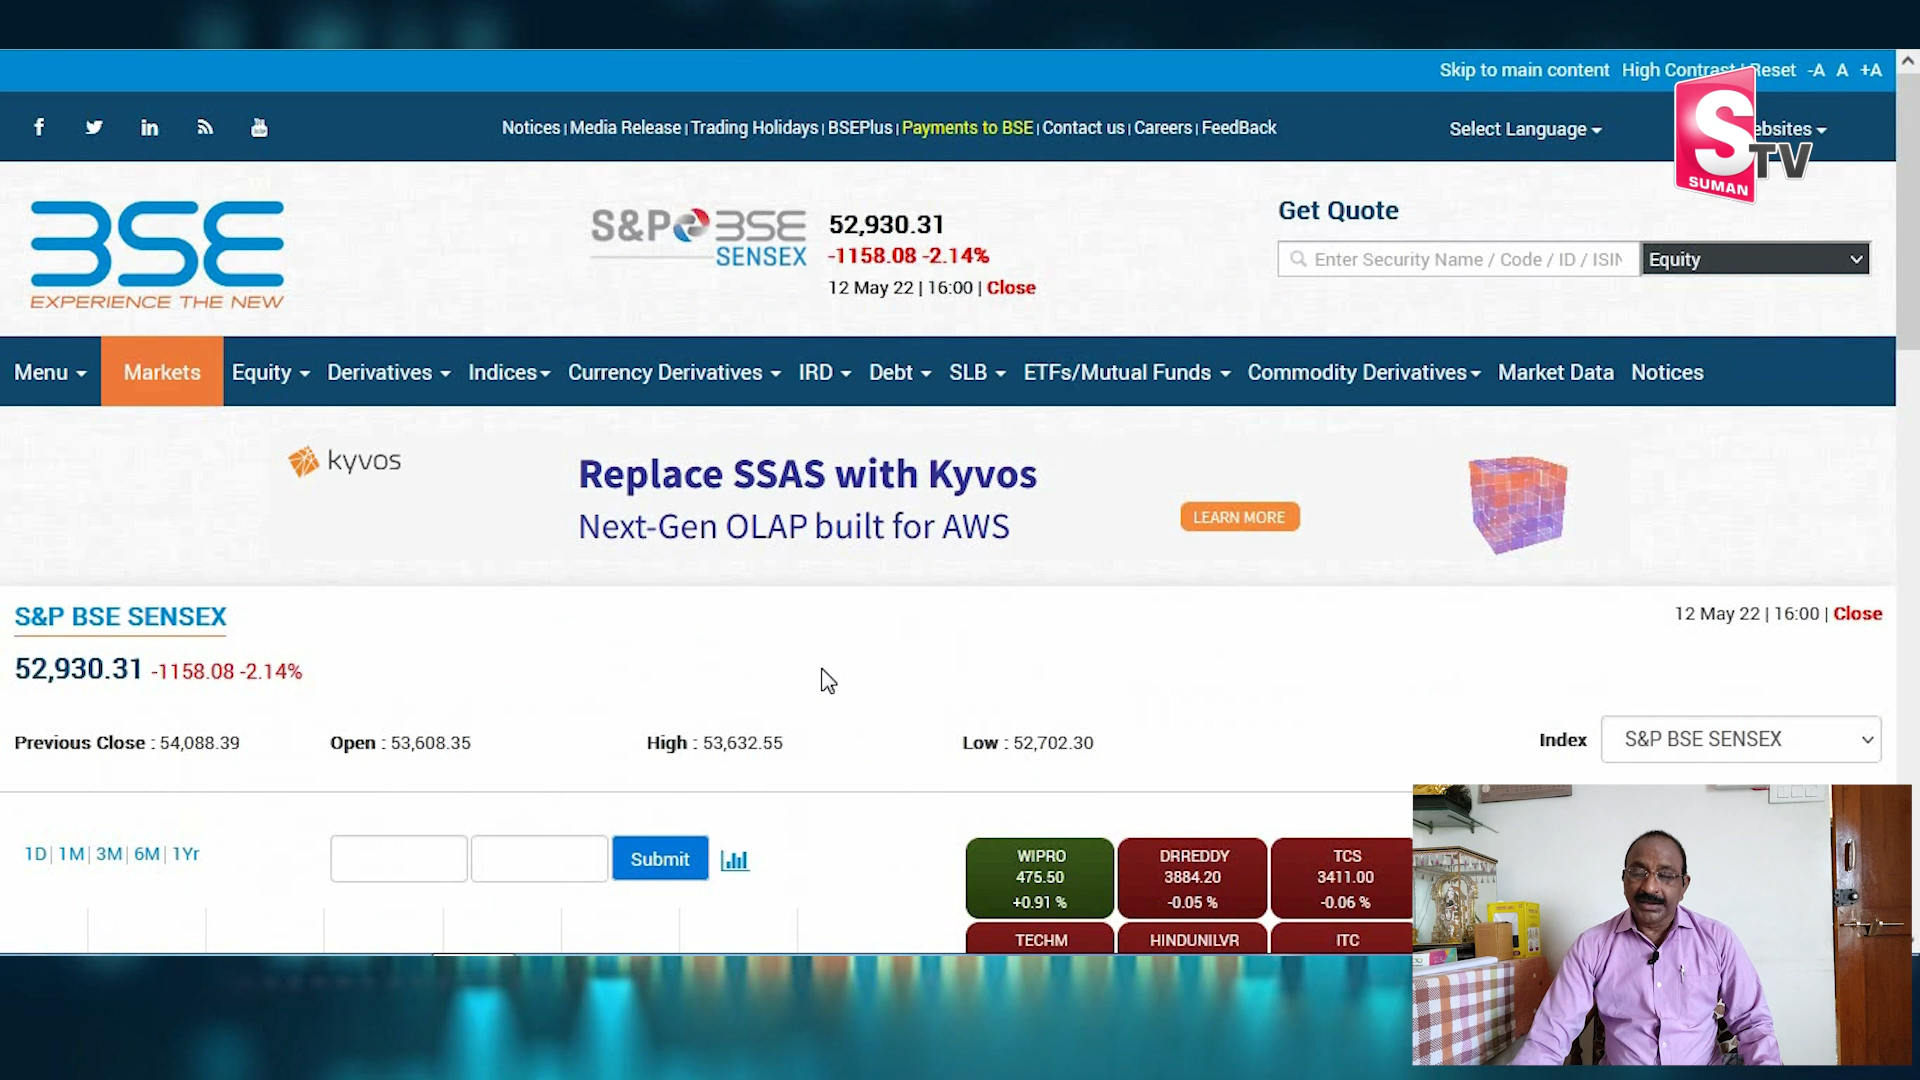 Skip to main content High Contrast | Reset -A A +A
Notices | Media Release | Trading Holidays | BSEPlus | Payments to BSE | Contact us | Careers | FeedBack
Select Language
ebsites
S TV
SUMAN
BSE
EXPERIENCE THE NEW
S&P BSE
SENSEX
52,930.31
-1158.08 -2.14%
12 May 22 | 16:00 | Close
Get Quote
Enter Security Name / Code / ID / ISIN
Equity
Menu Markets Equity Derivatives Indices Currency Derivatives IRD Debt SLB ETFs/Mutual Funds Commodity Derivatives Market Data Notices
kyvos
Replace SSAS with Kyvos
Next-Gen OLAP built for AWS
LEARN MORE
S&P BSE SENSEX
12 May 22 | 16:00 | Close
52,930.31 -1158.08 -2.14%
Previous Close : 54,088.39 Open : 53,608.35 High : 53,632.55 Low : 52,702.30
Index S&P BSE SENSEX
1D| 1M| 3M| 6M| 1Yr
Submit
WIPRO
475.50
+0.91 %
DRREDDY
3884.20
-0.05 %
TCS
3411.00
-0.06 %
TECHM
HINDUNILVR
ITC